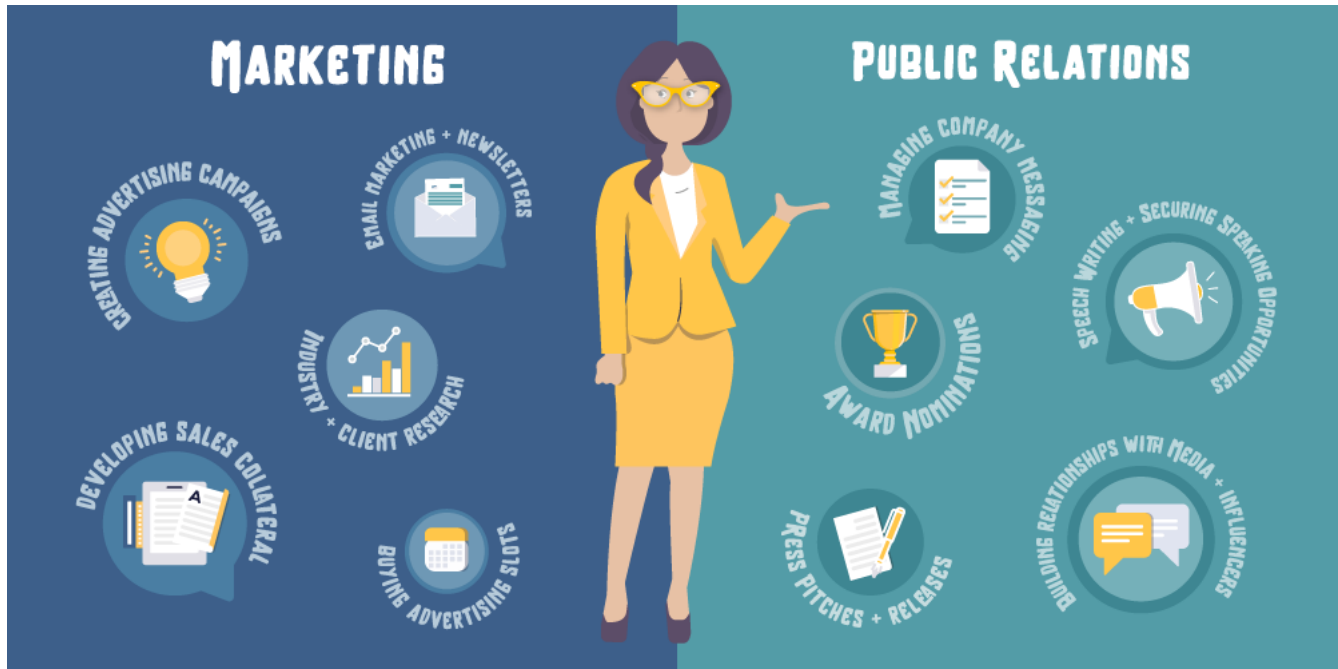 MARKETING
CREATING ADVERTISING CAMPAIGNS
EMAIL MARKETING + NEWSLETTERS
INDUSTRY + CLIENT RESEARCH
DEVELOPING SALES COLLATERAL
A
BUYING ADVERTISING SLOTS
PUBLIC RELATIONS
MANAGING COMPANY MESSAGING
SPEECH WRITING + SECURING SPEAKING OPPORTUNITIES
AWARD NOMINATIONS
PRESS PITCHES + RELEASES
BUILDING RELATIONSHIPS WITH MEDIA + INFLUENCERS